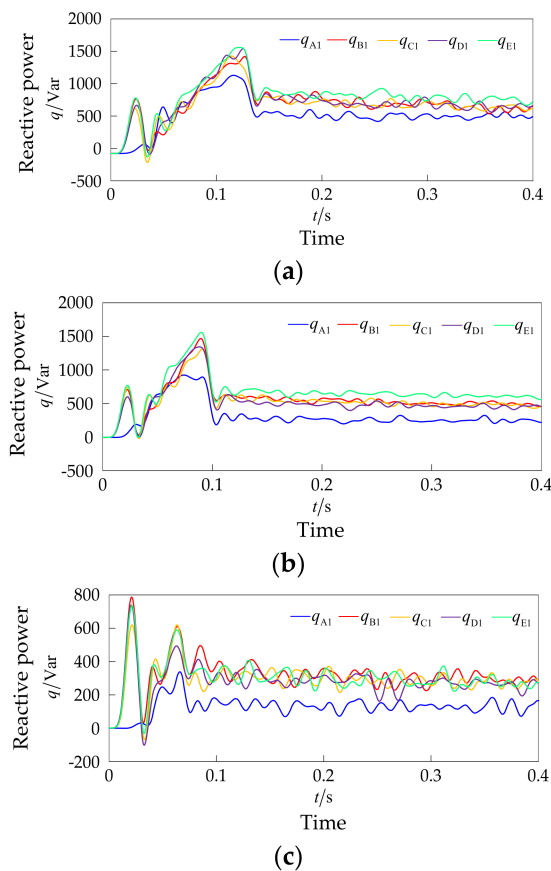 2000
1500
1000
500
0
-500
Reactive power
q/Var
qA1 qB1 qC1 qD1 qE1
0 0.1 0.2 0.3 0.4
t/s
Time
(a)
2000
1500
1000
500
0
-500
Reactive power
q/Var
qA1 qB1 qC1 qD1 qE1
0 0.1 0.2 0.3 0.4
t/s
Time
(b)
800
600
400
200
0
-200
Reactive power
q/Var
qA1 qB1 qC1 qD1 qE1
0 0.1 0.2 0.3 0.4
t/s
Time
(c)